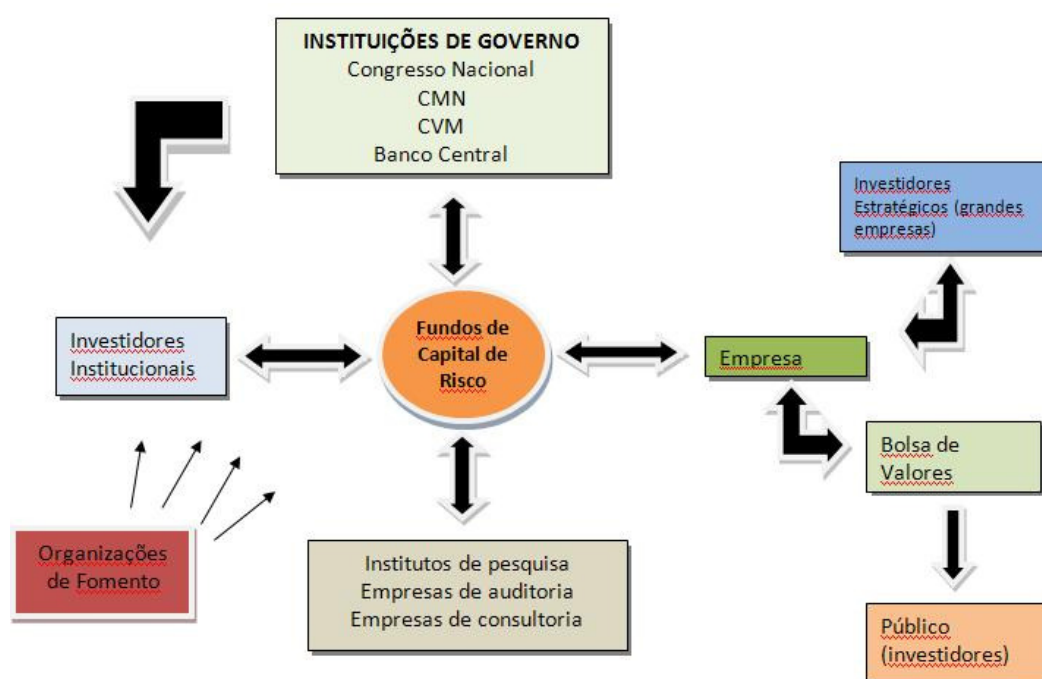 INSTITUIÇÕES DE GOVERNO
Congresso Nacional
CMN
CVM
Banco Central
Investidores
Estratégicos (grandes
empresas)
Investidores
Institucionais
Fundos de
Capital de
Risco
Empresa
Bolsa de
Valores
Organizações
de Fomento
Institutos de pesquisa
Empresas de auditoria
Empresas de consultoria
Público
(investidores)